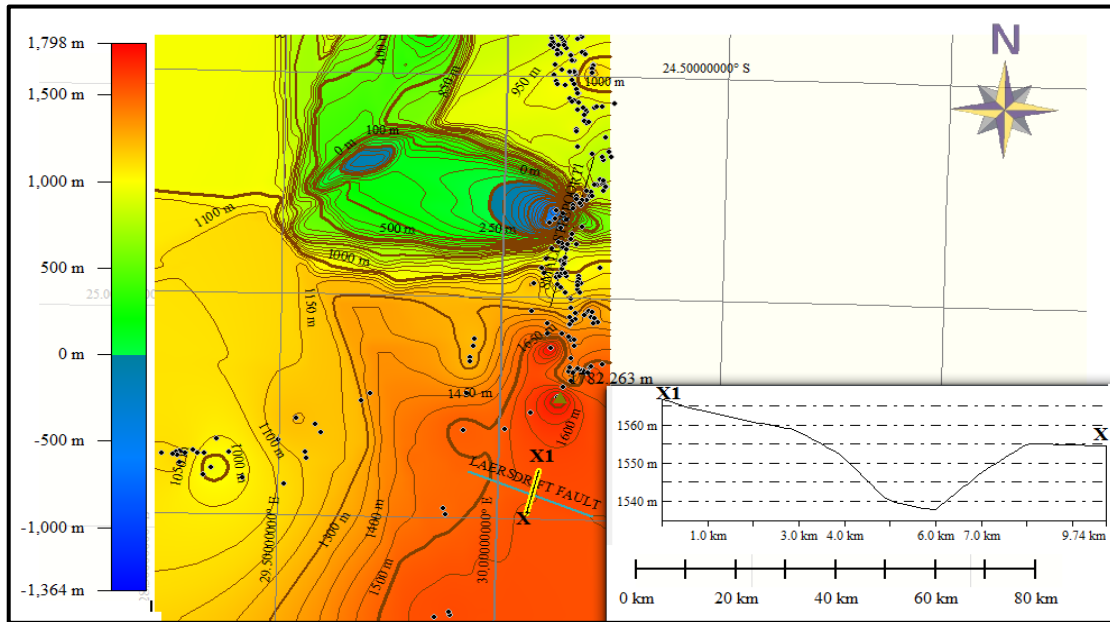 1,798 m
1,500 m
1,000 m
500 m
0 m
-500 m
-1,000 m
-1,364 m
N
24.50000000° S
400 m
850 m
950 m
1000 m
100 m
0 m
0 m
500 m
250 m
1100 m
1000 m
1150 m
1650 m
1782.263 m
1450 m
1600 m
1100 m
1050 m
1000 m
X1
LAERSDRIFT FAULT
X
1300 m
1400 m
1500 m
29.50000000° E
30.00000000° E
X1
X
1560 m
1550 m
1540 m
1.0 km
3.0 km
4.0 km
6.0 km
7.0 km
9.74 km
0 km
20 km
40 km
60 km
80 km